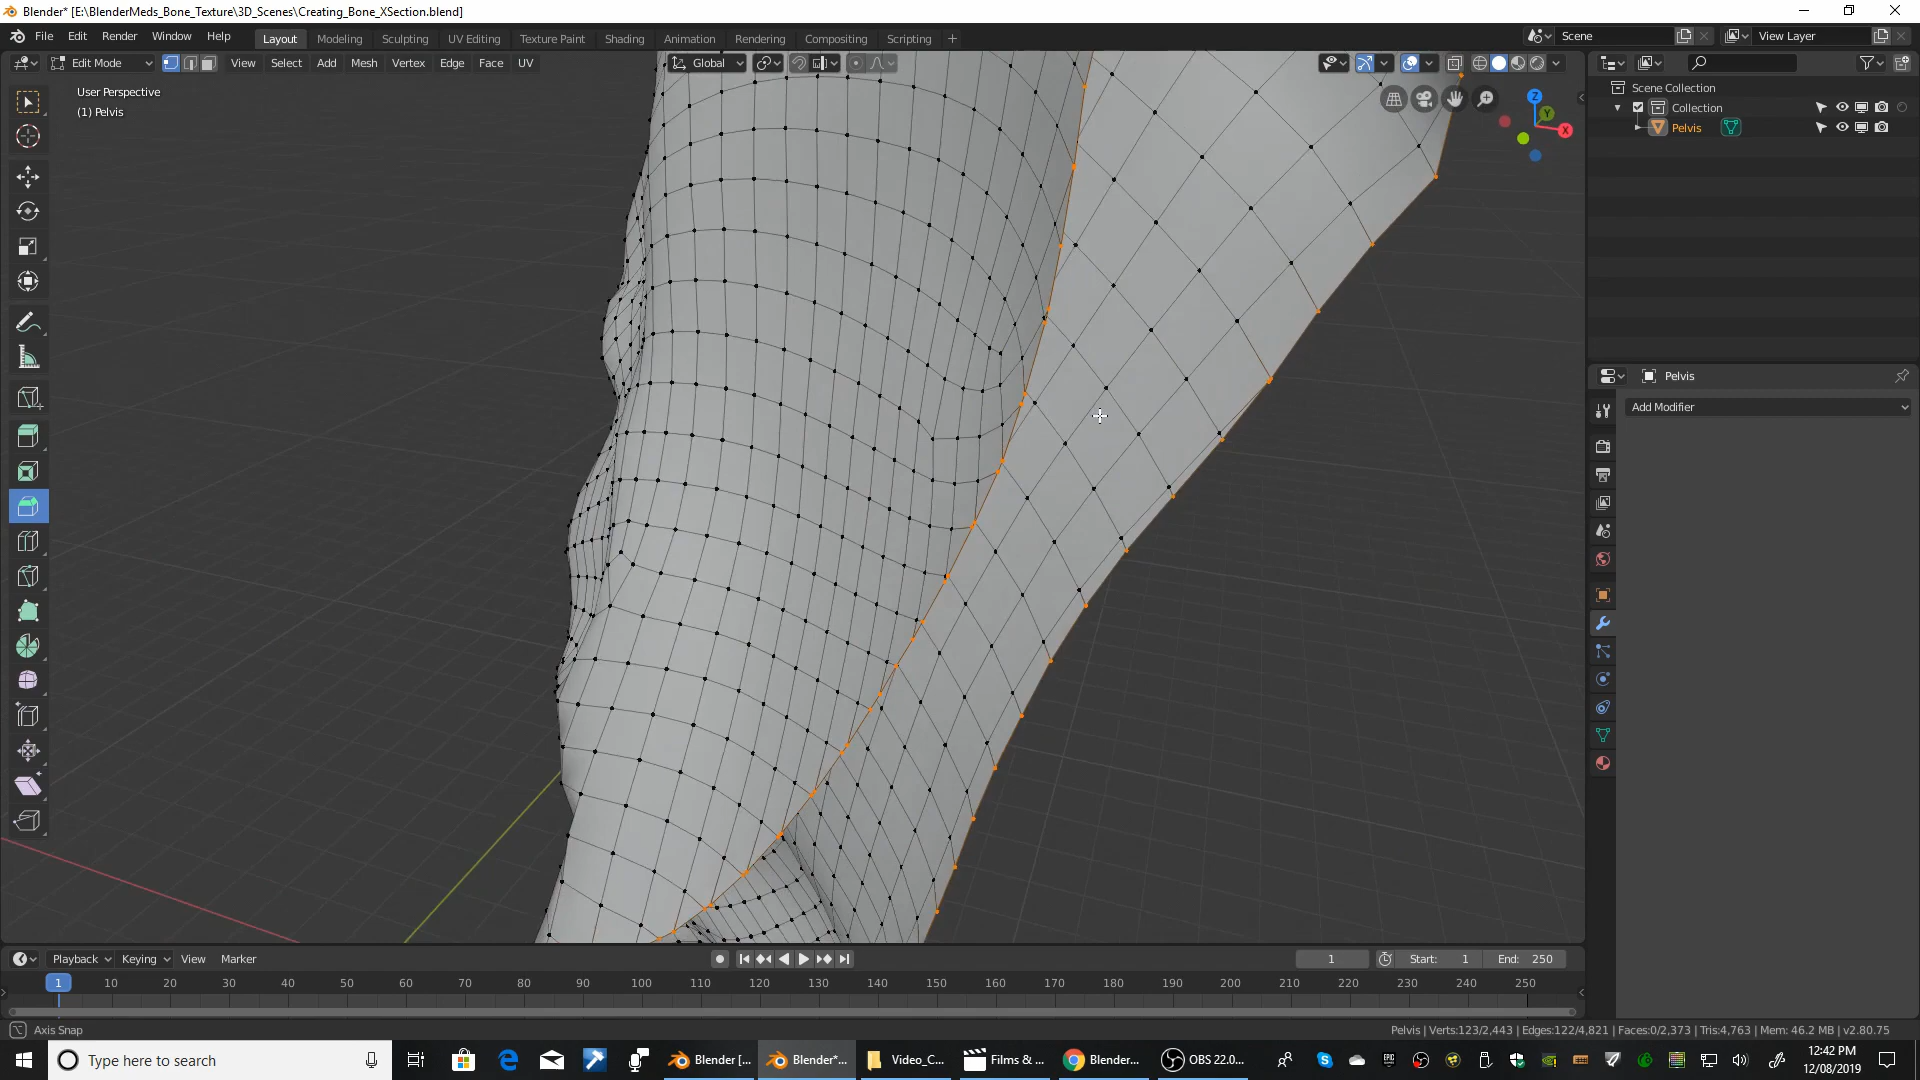 Blender* [E:\BlenderMeds_Bone_Texture\3D_Scenes\Creating_Bone_XSection.blend]
File Edit Render Window Help Layout Modeling Sculpting UV Editing Texture Paint Shading Animation Rendering Compositing Scripting + Scene View Layer
Edit Mode View Select Add Mesh Vertex Edge Face UV Global
User Perspective
(1) Pelvis
Z
Y
X
Scene Collection
Collection
Pelvis
Pelvis
Add Modifier
Playback Keying View Marker 1 Start: 1 End: 250
1 10 20 30 40 50 60 70 80 90 100 110 120 130 140 150 160 170 180 190 200 210 220 230 240 250
Axis Snap Pelvis | Verts:123/2,443 | Edges:122/4,821 | Faces:0/2,373 | Tris:4,763 | Mem: 46.2 MB | v2.80.75
Type here to search Blender [... Blender*... Video_C... Films & ... Blender... OBS 22.0...
12:42 PM
12/08/2019